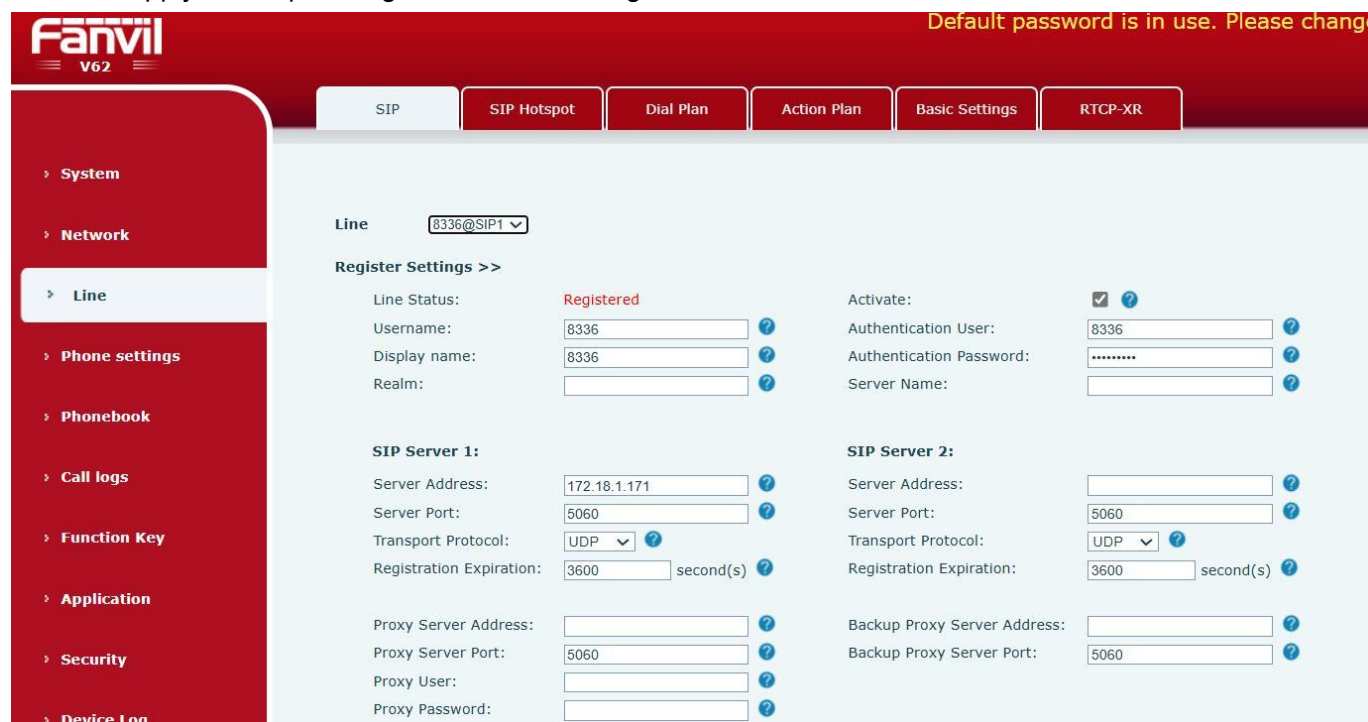 Fanvil
V62
Default password is in use. Please change
SIP
SIP Hotspot
Dial Plan
Action Plan
Basic Settings
RTCP-XR
› System
› Network
› Line
› Phone settings
› Phonebook
› Call logs
› Function Key
› Application
› Security
› Device Log
Line 8336@SIP1
Register Settings >>
Line Status: Registered Activate:
Username: 8336 Authentication User: 8336
Display name: 8336 Authentication Password: •••••••••
Realm: Server Name:
SIP Server 1: SIP Server 2:
Server Address: 172.18.1.171 Server Address:
Server Port: 5060 Server Port: 5060
Transport Protocol: UDP Transport Protocol: UDP
Registration Expiration: 3600 second(s) Registration Expiration: 3600 second(s)
Proxy Server Address: Backup Proxy Server Address:
Proxy Server Port: 5060 Backup Proxy Server Port: 5060
Proxy User:
Proxy Password: